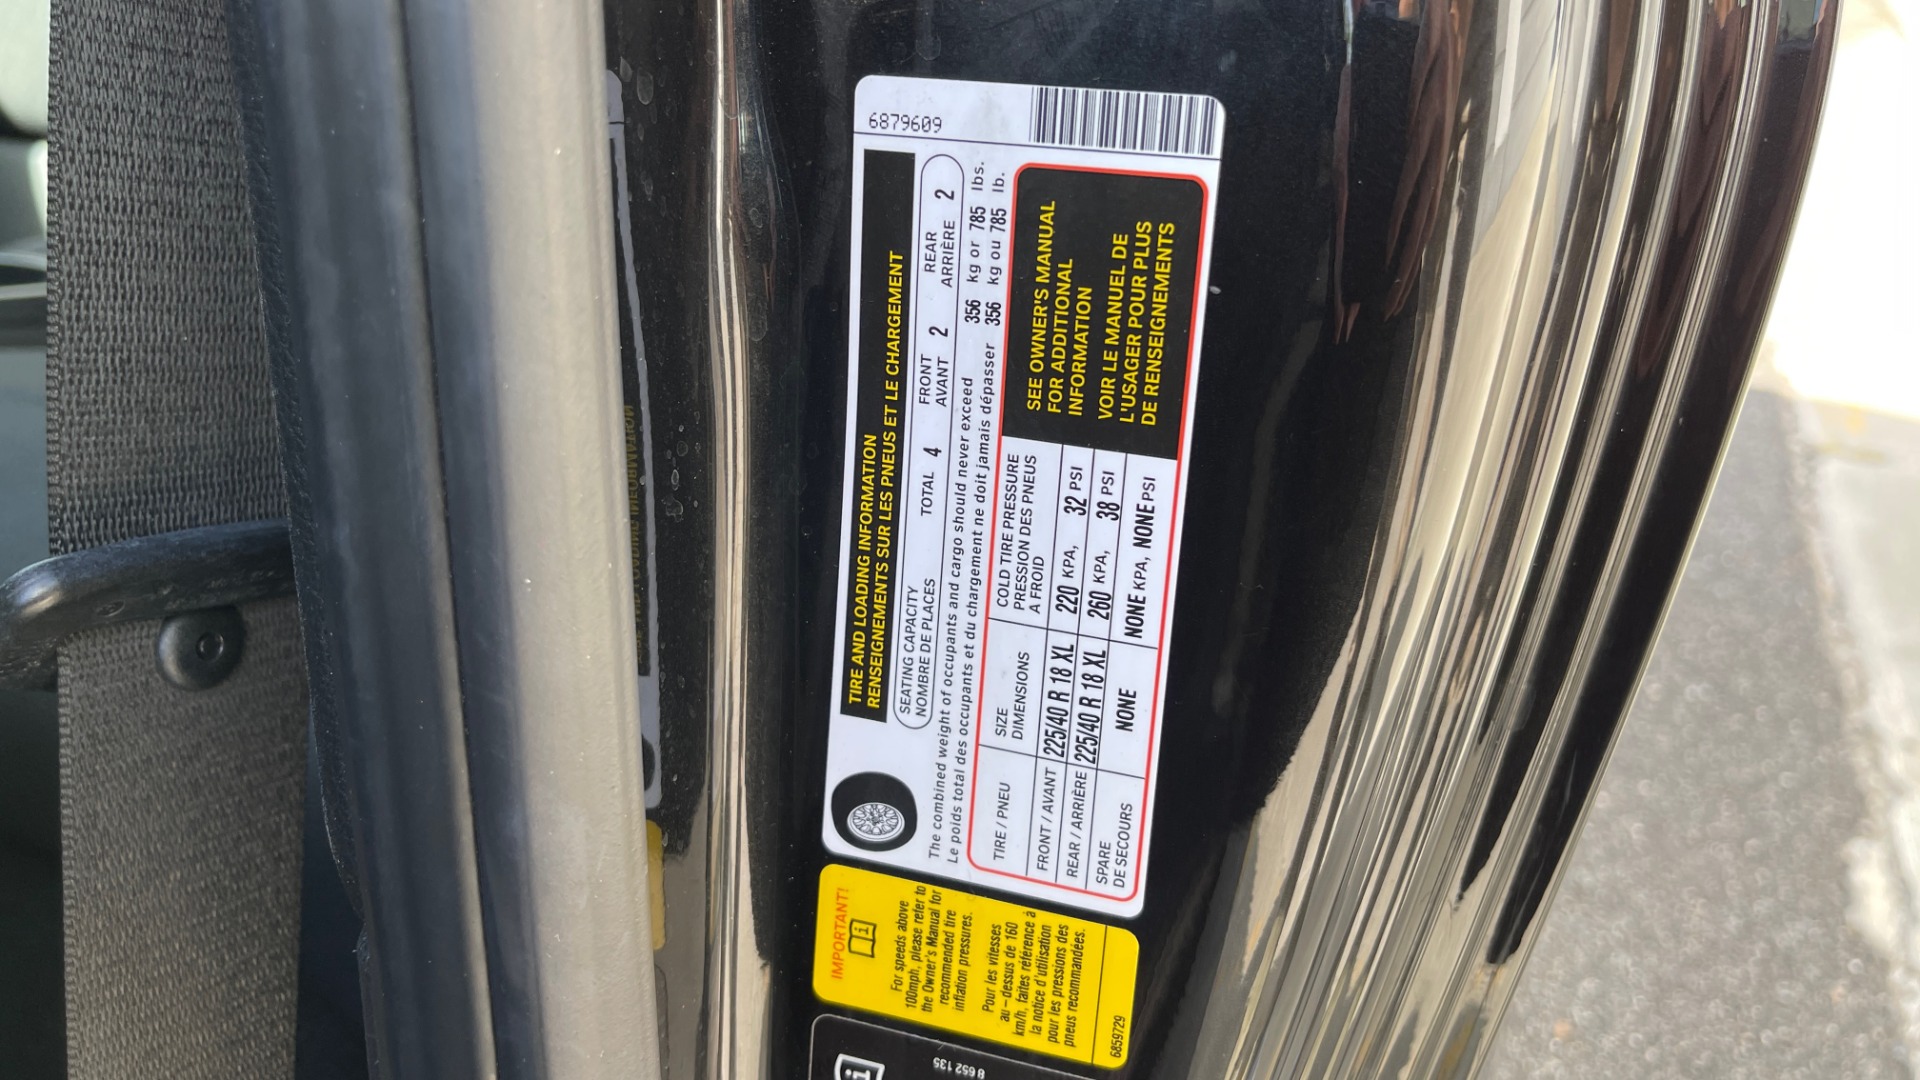 6879609
TIRE AND LOADING INFORMATION
RENSEIGNEMENTS SUR LES PNEUS ET LE CHARGEMENT
SEATING CAPACITY TOTAL 4 FRONT 2 REAR 2
NOMBRE DE PLACES AVANT ARRIÈRE
The combined weight of occupants and cargo should never exceed 356 kg or 785 lbs.
Le poids total des occupants et du chargement ne doit jamais dépasser 356 kg ou 785 lb.
TIRE / PNEU
SIZE
DIMENSIONS
COLD TIRE PRESSURE
PRESSION DES PNEUS
A FROID
FRONT / AVANT 225/40 R 18 XL 220 KPA, 32 PSI
REAR / ARRIÈRE 225/40 R 18 XL 260 KPA, 38 PSI
SPARE
DE SECOURS
NONE NONE KPA, NONE PSI
SEE OWNER'S MANUAL
FOR ADDITIONAL
INFORMATION
VOIR LE MANUEL DE
L'USAGER POUR PLUS
DE RENSEIGNEMENTS
IMPORTANT!
For speeds above
100mph, please refer to
the Owner's Manual for
recommended tire
inflation pressures.
Pour les vitesses
au-dessus de 160
km/h, faites référence à
la notice d'utilisation
pour les pressions des
pneus recommandées.
6859729
8 652 135